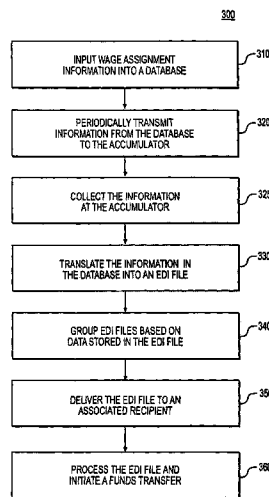 300
INPUT WAGE ASSIGNMENT
INFORMATION INTO A DATABASE
310
PERIODICALLY TRANSMIT
INFORMATION FROM THE DATABASE
TO THE ACCUMULATOR
320
COLLECT THE INFORMATION
AT THE ACCUMULATOR
325
TRANSLATE THE INFORMATION IN
THE DATABASE INTO AN EDI FILE
330
GROUP EDI FILES BASED ON
DATA STORED IN THE EDI FILE
340
DELIVER THE EDI FILE TO AN
ASSOCIATED RECIPIENT
350
PROCESS THE EDI FILE AND
INITIATE A FUNDS TRANSFER
360